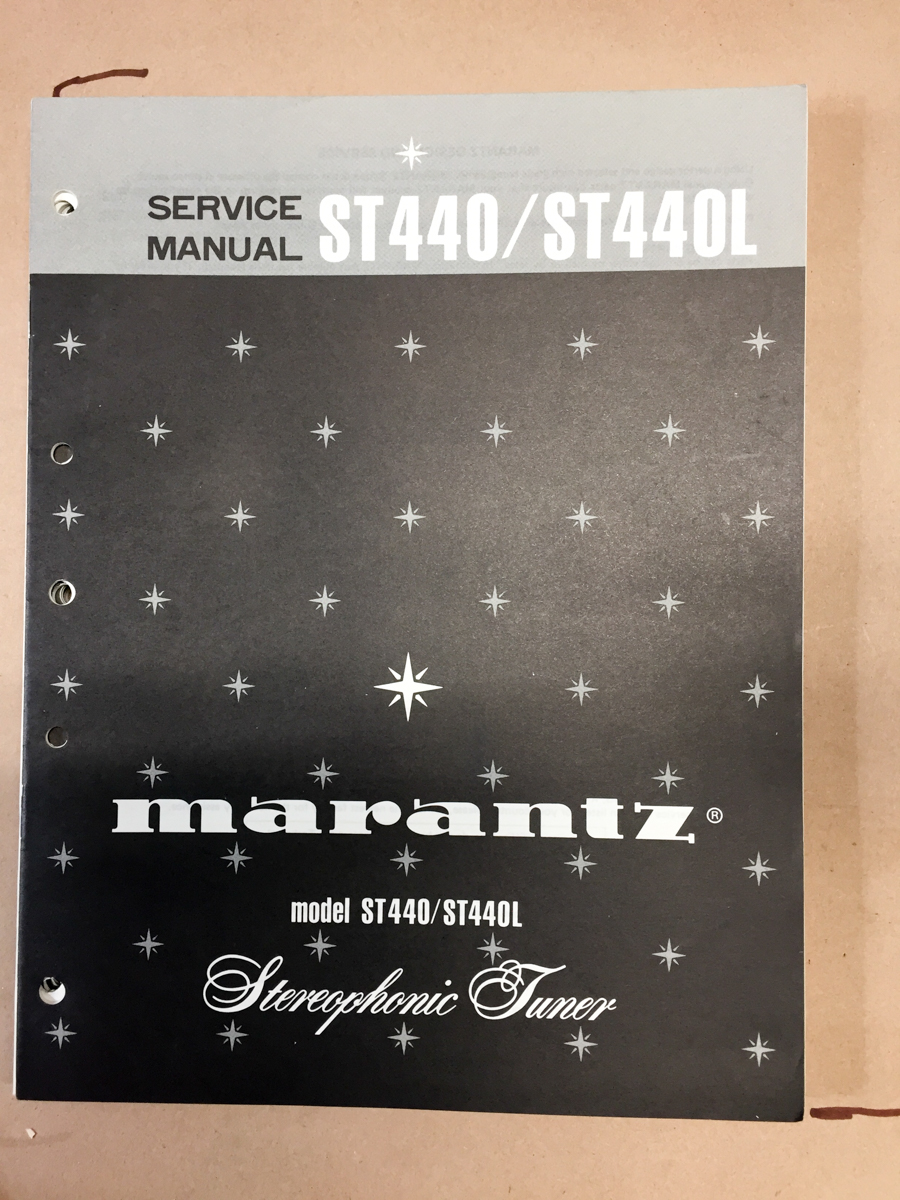 SERVICE
MANUAL ST440/ST440L
marantz®
model ST440/ST440L
Stereophonic Tuner